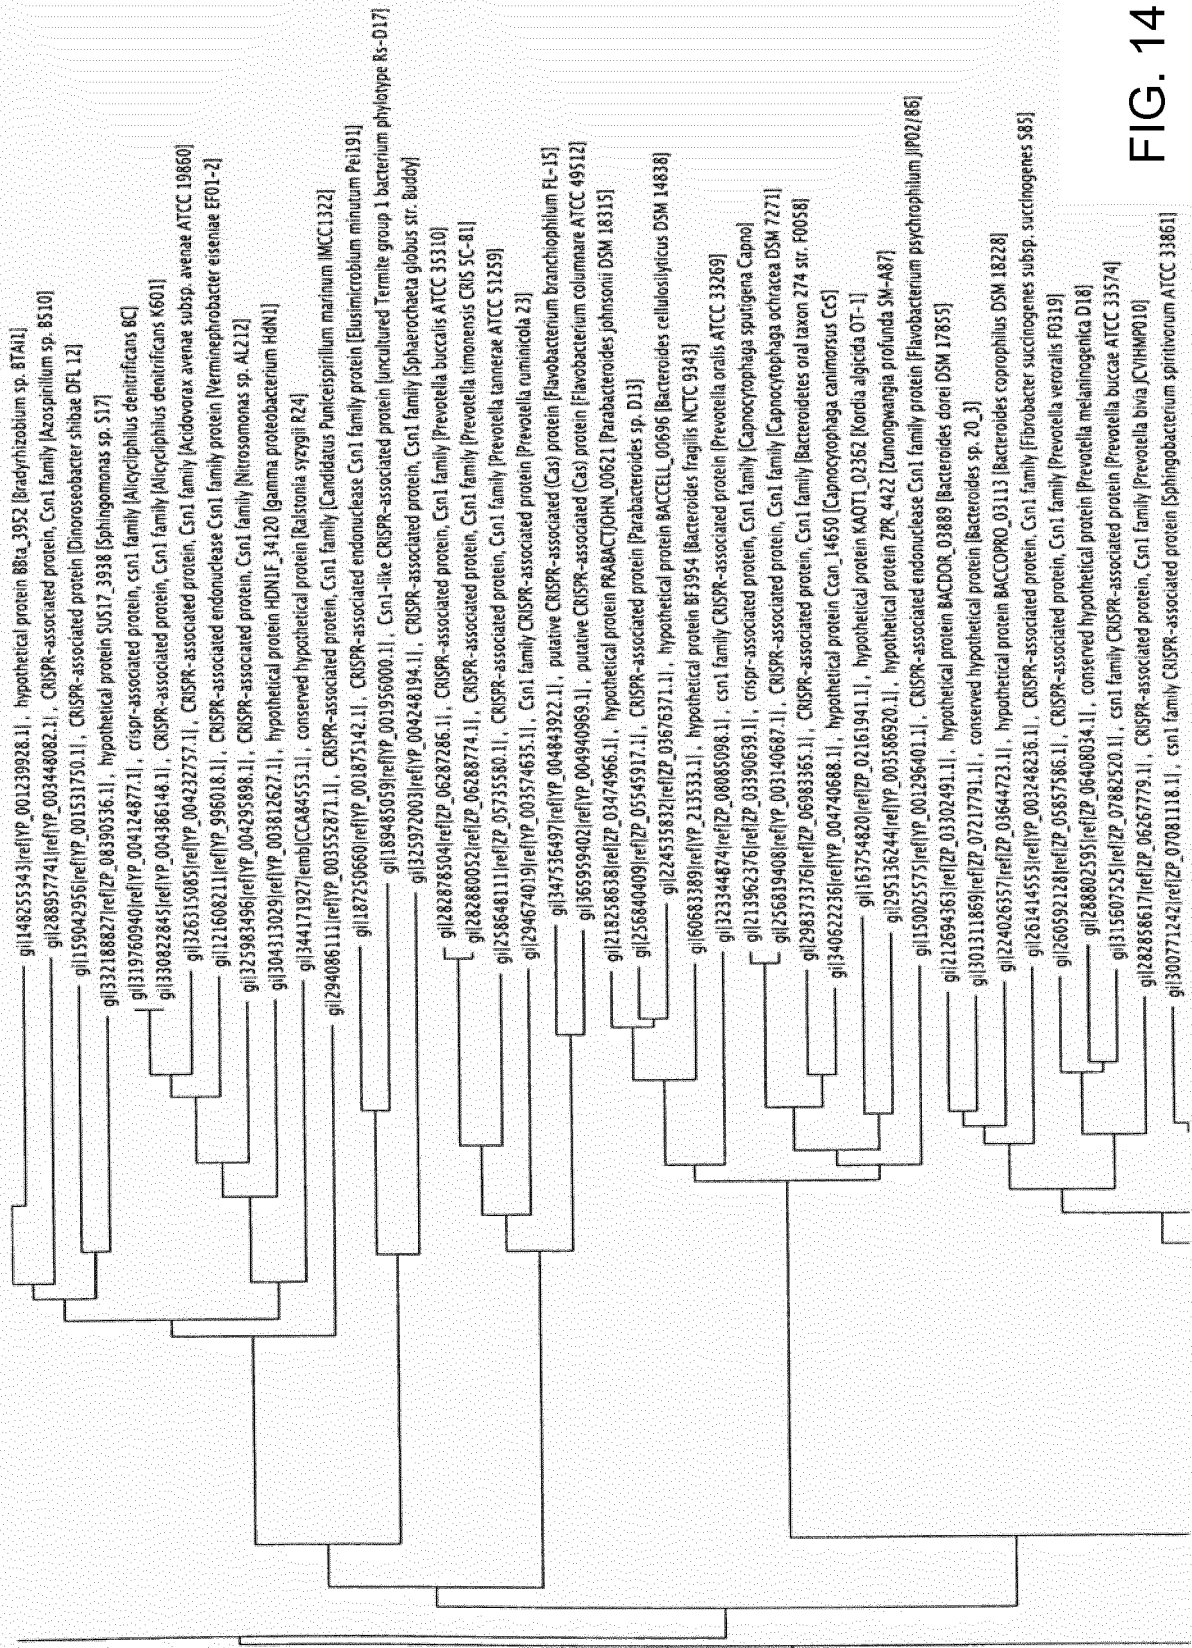 gi|148255343|ref|YP_001239928.1|, hypothetical protein BBta_3952 [Bradyrhizobium sp. BTAi1]
gi|288957741|ref|YP_003448082.1|, CRISPR-associated protein, Csn1 family [Azospirillum sp. B510]
gi|159042956|ref|YP_001531750.1|, CRISPR-associated protein [Dinoroseobacter shibae DFL 12]
gi|332188827|ref|ZP_08390536.1|, hypothetical protein SUS17_3938 [Sphingomonas sp. S17]
gi|319760940|ref|YP_004124877.1|, crispr-associated protein, csn1 family [Alicycliphilus denitrificans BC]
gi|330822845|ref|YP_004386148.1|, CRISPR-associated protein, Csn1 family [Alicycliphilus denitrificans K601]
gi|326315085|ref|YP_004232757.1|, CRISPR-associated protein, Csn1 family [Acidovorax avenae subsp. avenae ATCC 19860]
gi|121608211|ref|YP_996018.1|, CRISPR-associated endonuclease Csn1 family protein [Verminephrobacter eiseniae EF01-2]
gi|325983496|ref|YP_004295898.1|, CRISPR-associated protein, Csn1 family [Nitrosomonas sp. AL212]
gi|304313029|ref|YP_003812627.1|, hypothetical protein HDN1F_34120 [gamma proteobacterium HdN1]
gi|344171927|emb|CCA84553.1|, conserved hypothetical protein [Ralstonia syzygii R24]
gi|294086111|ref|YP_003552871.1|, CRISPR-associated protein, Csn1 family [Candidatus Puniceispirillum marinum IMCC1322]
gi|187250660|ref|YP_001875142.1|, CRISPR-associated endonuclease Csn1 family protein [Elusimicrobium minutum Pei191]
gi|189485059|ref|YP_001956000.1|, Csn1-like CRISPR-associated protein [uncultured Termite group 1 bacterium phylotype Rs-D17]
gi|325972003|ref|YP_004248194.1|, CRISPR-associated protein, Csn1 family [Sphaerochaeta globus str. Buddy]
gi|282878504|ref|ZP_06287286.1|, CRISPR-associated protein, Csn1 family [Prevotella buccalis ATCC 35310]
gi|282880052|ref|ZP_06288774.1|, CRISPR-associated protein, Csn1 family [Prevotella timonensis CRIS 5C-B1]
gi|258648111|ref|ZP_05735580.1|, CRISPR-associated protein, Csn1 family [Prevotella tannerae ATCC 51259]
gi|294674019|ref|YP_003574635.1|, Csn1 family CRISPR-associated protein [Prevotella ruminicola 23]
gi|347536497|ref|YP_004843922.1|, putative CRISPR-associated (Cas) protein [Flavobacterium branchiophilum FL-15]
gi|365959402|ref|YP_004940969.1|, putative CRISPR-associated (Cas) protein [Flavobacterium columnare ATCC 49512]
gi|218258638|ref|ZP_03474966.1|, hypothetical protein PRABACTJOHN_00621 [Parabacteroides johnsonii DSM 18315]
gi|256840409|ref|ZP_05545917.1|, CRISPR-associated protein [Parabacteroides sp. D13]
gi|224535832|ref|ZP_03676371.1|, hypothetical protein BACCELL_00696 [Bacteroides cellulosilyticus DSM 14838]
gi|60683389|ref|YP_213533.1|, hypothetical protein BF3954 [Bacteroides fragilis NCTC 9343]
gi|323344874|ref|ZP_08085098.1|, csn1 family CRISPR-associated protein [Prevotella oralis ATCC 33269]
gi|213962376|ref|ZP_03390639.1|, crispr-associated protein, csn1 family [Capnocytophaga sputigena Capno]
gi|256819408|ref|YP_003140687.1|, CRISPR-associated protein, Csn1 family [Capnocytophaga ochracea DSM 7271]
gi|298373376|ref|ZP_06983365.1|, CRISPR-associated protein, Csn1 family [Bacteroidetes oral taxon 274 str. F0058]
gi|340622236|ref|YP_004740688.1|, hypothetical protein Ccan_14650 [Capnocytophaga canimorsus Cc5]
gi|163754820|ref|ZP_02161941.1|, hypothetical protein KAOT1_02362 [Kordia algicida OT-1]
gi|295136244|ref|YP_003586920.1|, hypothetical protein ZPR_4422 [Zunongwangia profunda SM-A87]
gi|150025575|ref|YP_001296401.1|, CRISPR-associated endonuclease Csn1 family protein [Flavobacterium psychrophilum JIP02/86]
gi|212694363|ref|ZP_03302491.1|, hypothetical protein BACDOR_03889 [Bacteroides dorei DSM 17855]
gi|301311869|ref|ZP_07217791.1|, conserved hypothetical protein [Bacteroides sp. 20_3]
gi|224026357|ref|ZP_03644723.1|, hypothetical protein BACCOPRO_03113 [Bacteroides coprophilus DSM 18228]
gi|261414553|ref|YP_003248236.1|, CRISPR-associated protein, Csn1 family [Fibrobacter succinogenes subsp. succinogenes S85]
gi|260592128|ref|ZP_05857586.1|, CRISPR-associated protein, Csn1 family [Prevotella veroralis F0319]
gi|288802595|ref|ZP_06408034.1|, conserved hypothetical protein [Prevotella melaninogenica D18]
gi|315607525|ref|ZP_07882520.1|, csn1 family CRISPR-associated protein [Prevotella buccae ATCC 33574]
gi|282858617|ref|ZP_06267779.1|, CRISPR-associated protein, Csn1 family [Prevotella bivia JCVIHMP010]
gi|300771242|ref|ZP_07081118.1|, csn1 family CRISPR-associated protein [Sphingobacterium spiritivorum ATCC 33861]
FIG. 14